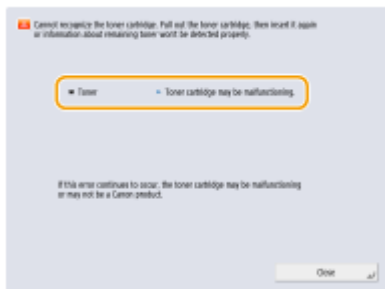 Cannot recognize the toner cartridge. Pull out the toner cartridge, then insert it again
or information about remaining toner won't be detected properly.
Toner
Toner cartridge may be malfunctioning.
If this error continues to occur, the toner cartridge may be malfunctioning
or may not be a Canon product.
Close